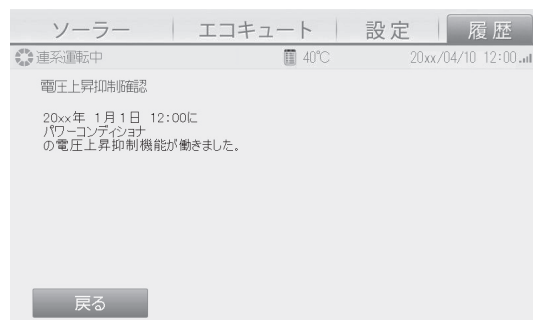 ソーラー エコキュート 設定 履歴
連系運転中 40℃ 20xx/04/10 12:00
電圧上昇抑制確認
20xx年 1月1日 12:00に
パワーコンディショナ
の電圧上昇抑制機能が働きました。
戻る